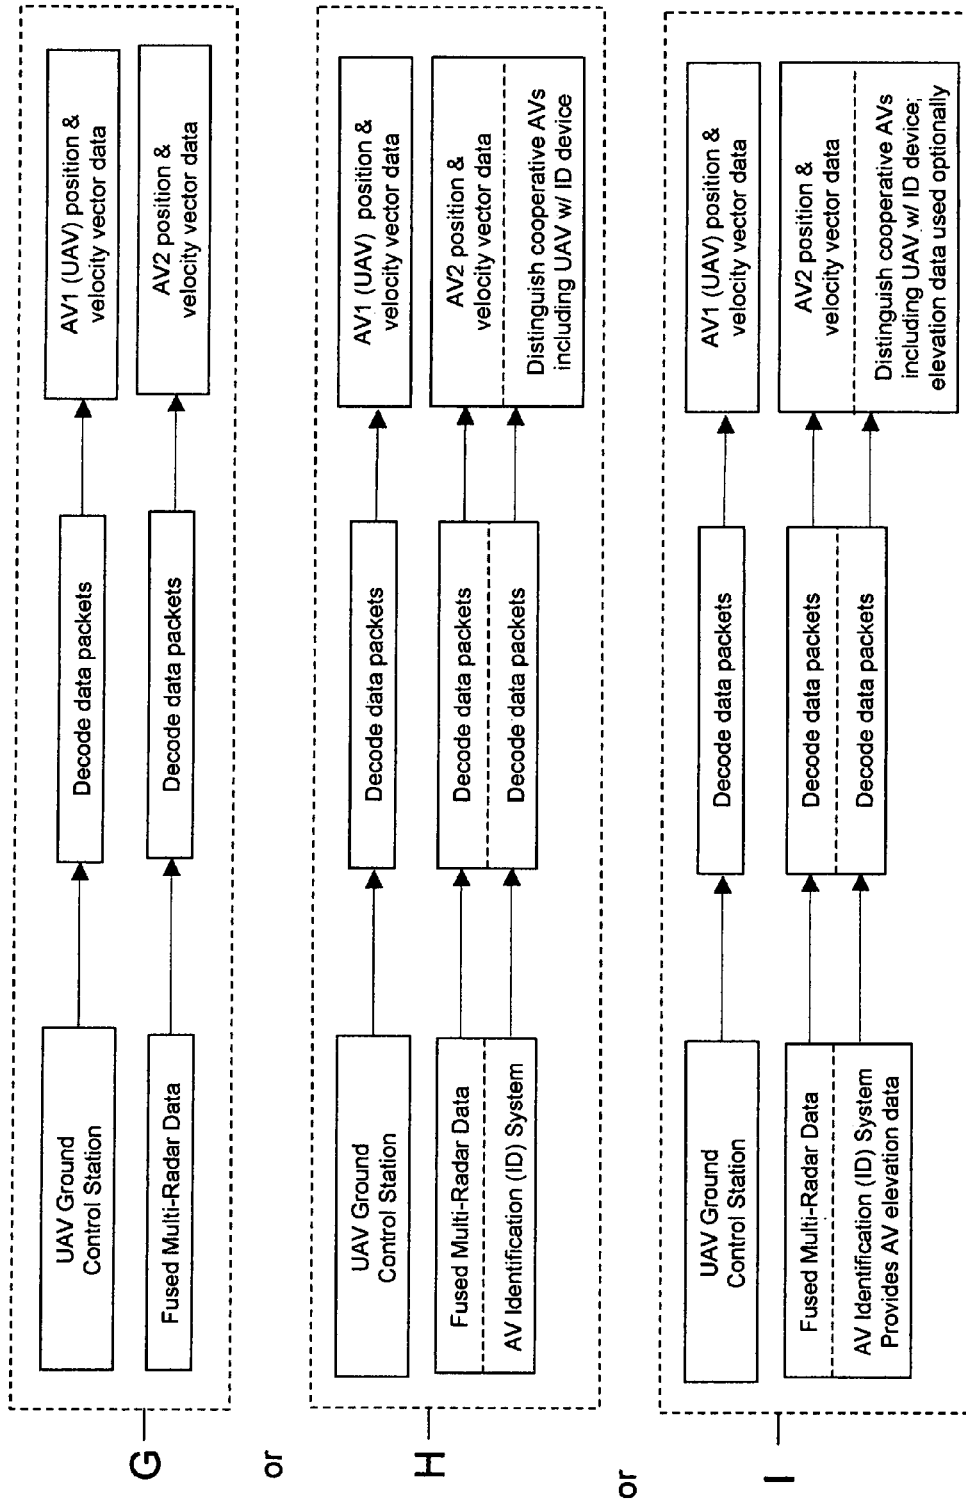 G
UAV Ground
Control Station
Decode data packets
AV1 (UAV) position &
velocity vector data
Fused Multi-Radar Data
Decode data packets
AV2 position &
velocity vector data
or
H
UAV Ground
Control Station
Decode data packets
AV1 (UAV) position &
velocity vector data
Fused Multi-Radar Data
Decode data packets
AV2 position &
velocity vector data
AV Identification (ID) System
Decode data packets
Distinguish cooperative AVs
including UAV w/ ID device
or
I
UAV Ground
Control Station
Decode data packets
AV1 (UAV) position &
velocity vector data
Fused Multi-Radar Data
Decode data packets
AV2 position &
velocity vector data
AV Identification (ID) System
Provides AV elevation data
Decode data packets
Distinguish cooperative AVs
including UAV w/ ID device;
elevation data used optionally